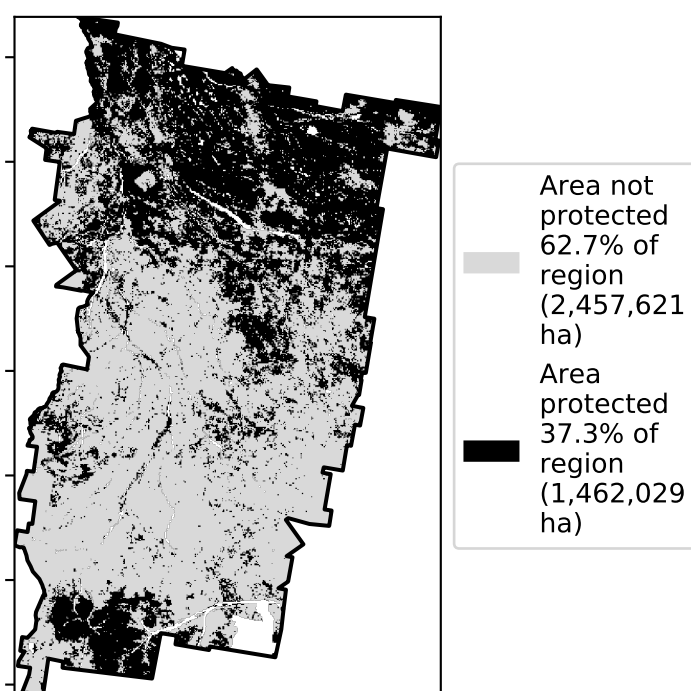 Area not
protected
62.7% of
region
(2,457,621
ha)
Area
protected
37.3% of
region
(1,462,029
ha)